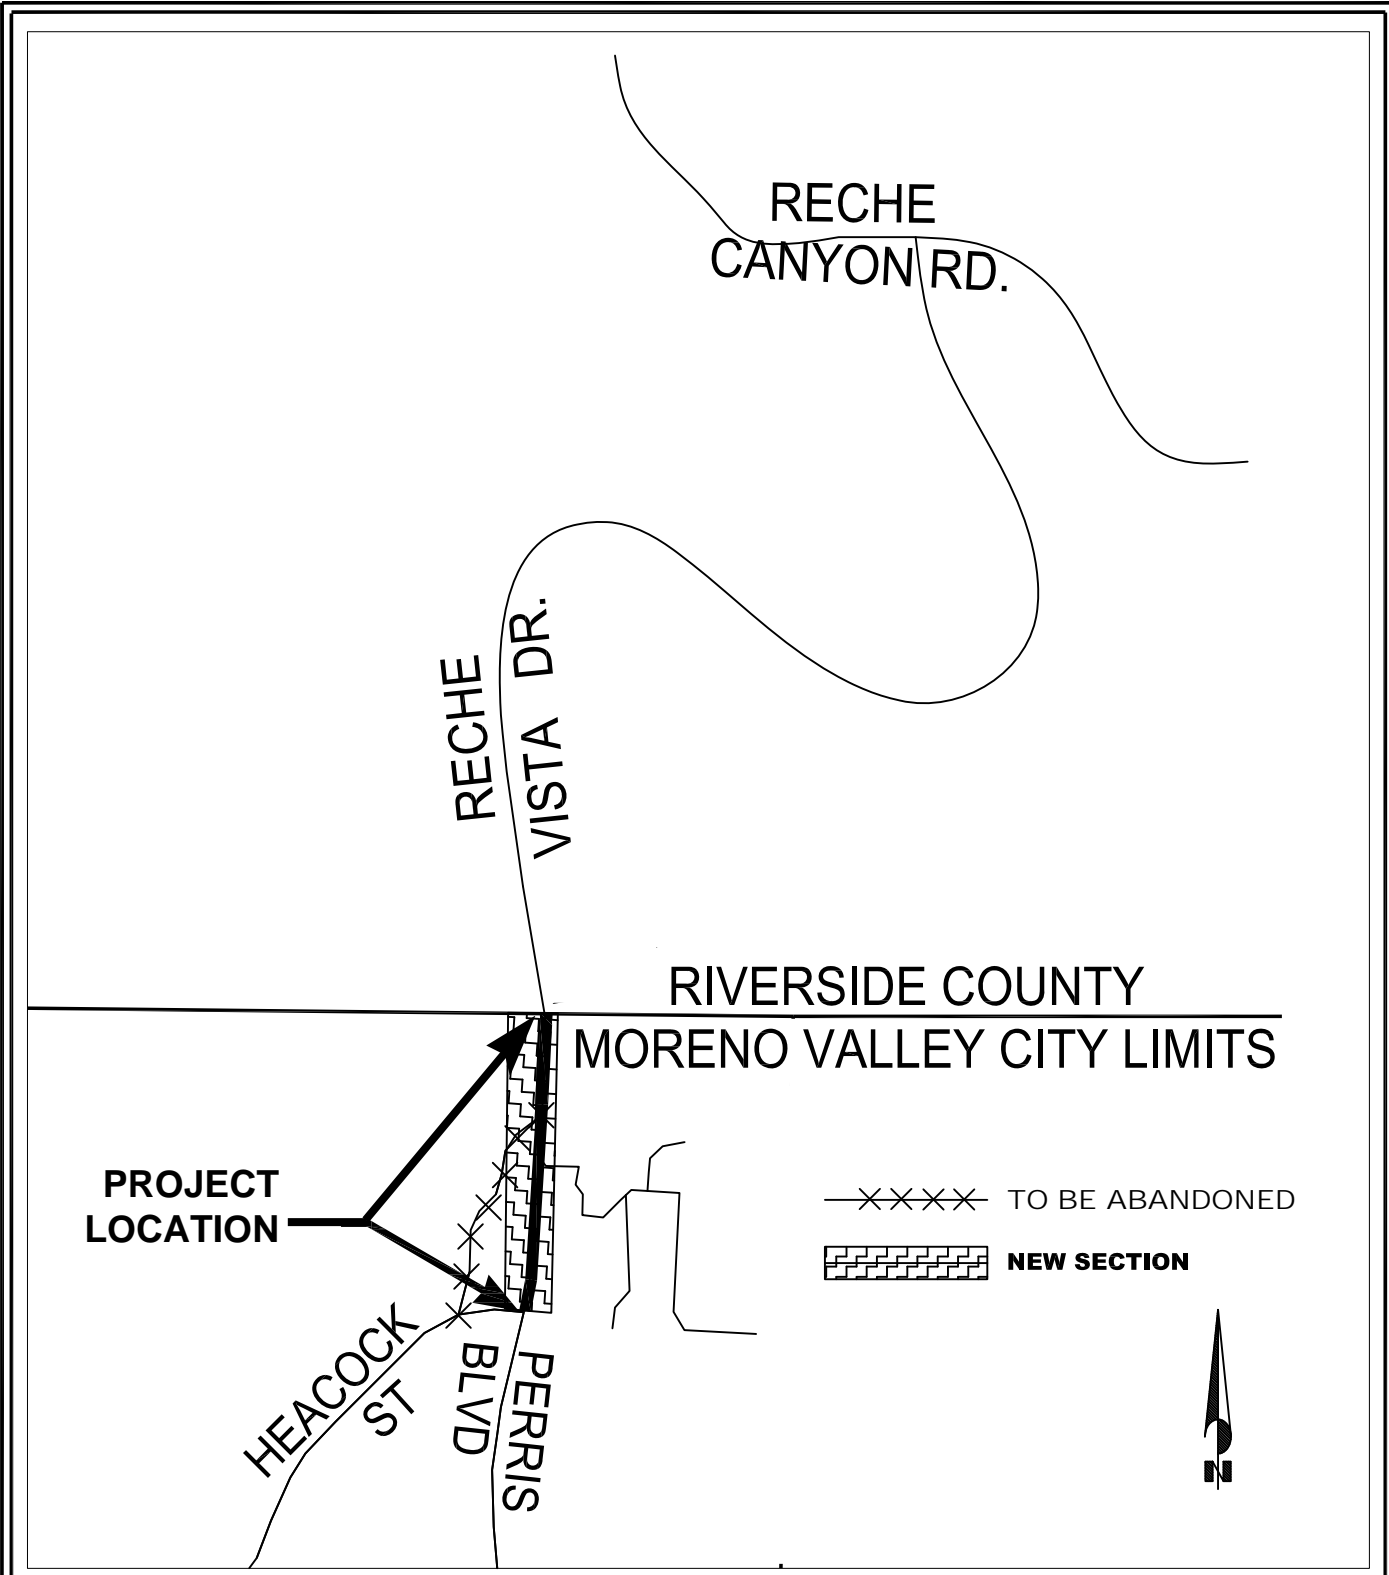 RECHE
CANYON RD.
RECHE
VISTA DR.
RIVERSIDE COUNTY
MORENO VALLEY CITY LIMITS
PROJECT
LOCATION
TO BE ABANDONED
NEW SECTION
HEACOCK
ST
PERRIS
BLVD
N